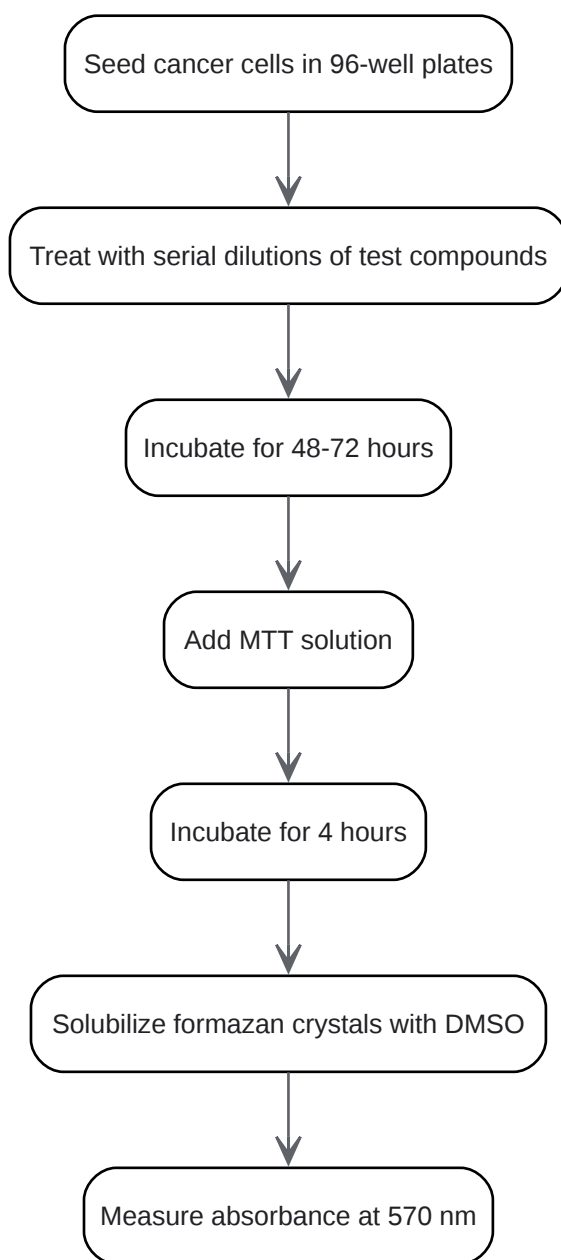 Seed cancer cells in 96-well plates
Treat with serial dilutions of test compounds
Incubate for 48-72 hours
Add MTT solution
Incubate for 4 hours
Solubilize formazan crystals with DMSO
Measure absorbance at 570 nm